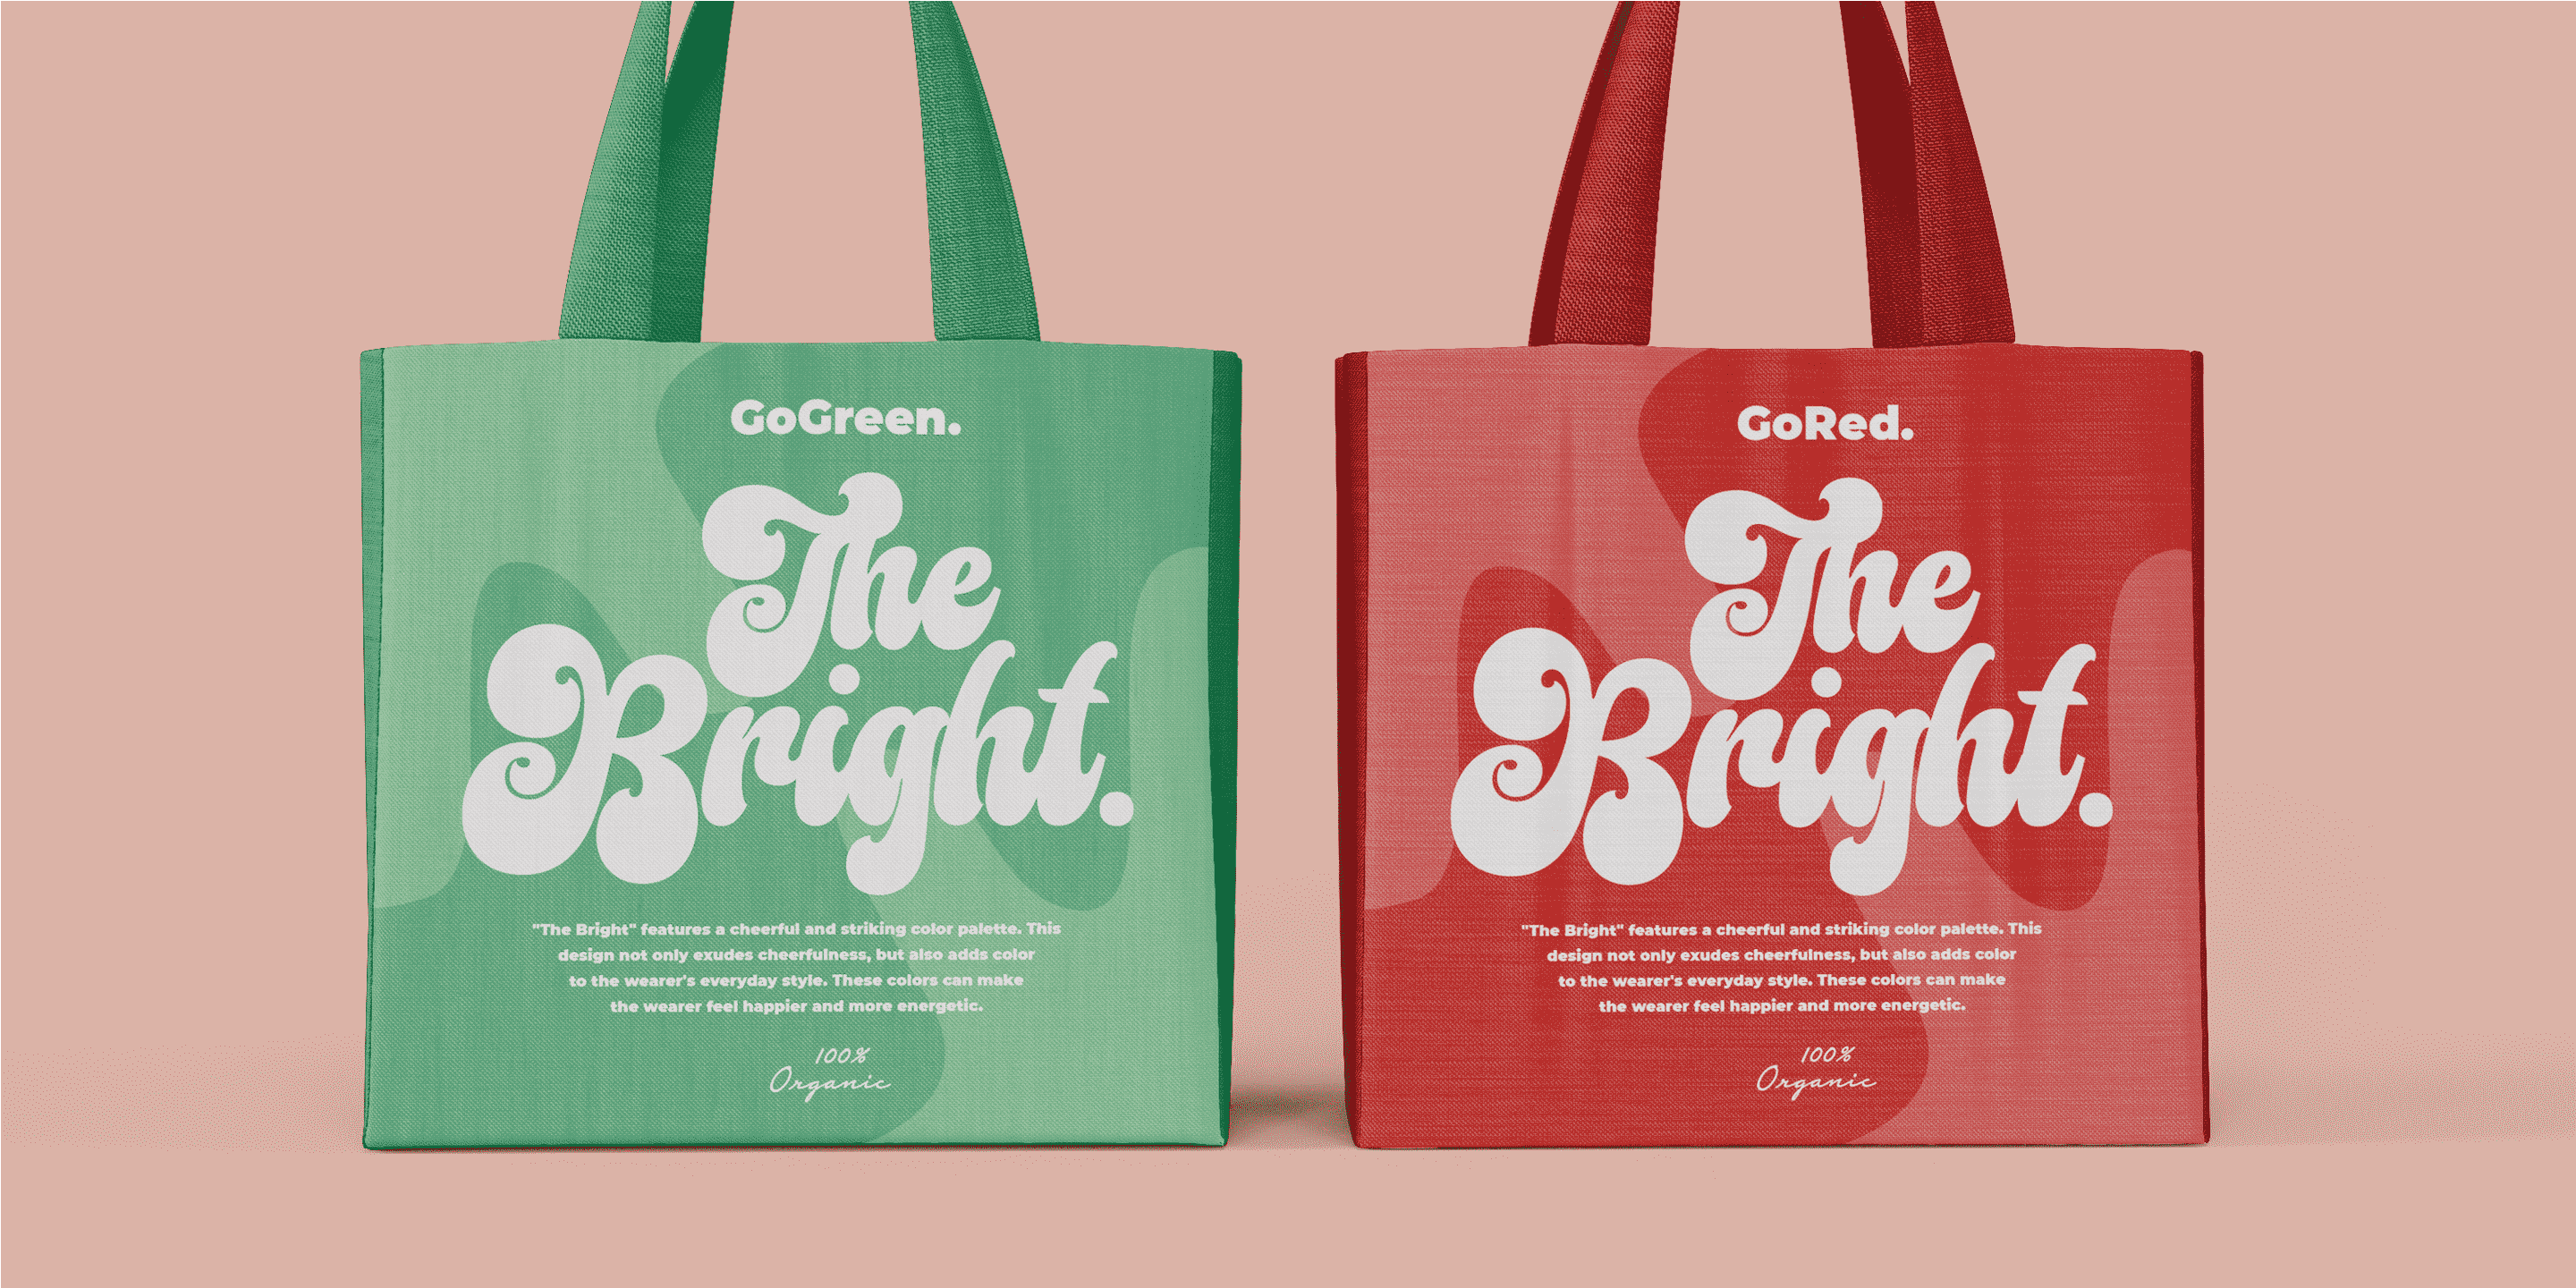 GoGreen.
The
Bright.
"The Bright" features a cheerful and striking color palette. This
design not only exudes cheerfulness, but also adds color
to the wearer's everyday style. These colors can make
the wearer feel happier and more energetic.
100%
Organic
GoRed.
The
Bright.
"The Bright" features a cheerful and striking color palette. This
design not only exudes cheerfulness, but also adds color
to the wearer's everyday style. These colors can make
the wearer feel happier and more energetic.
100%
Organic